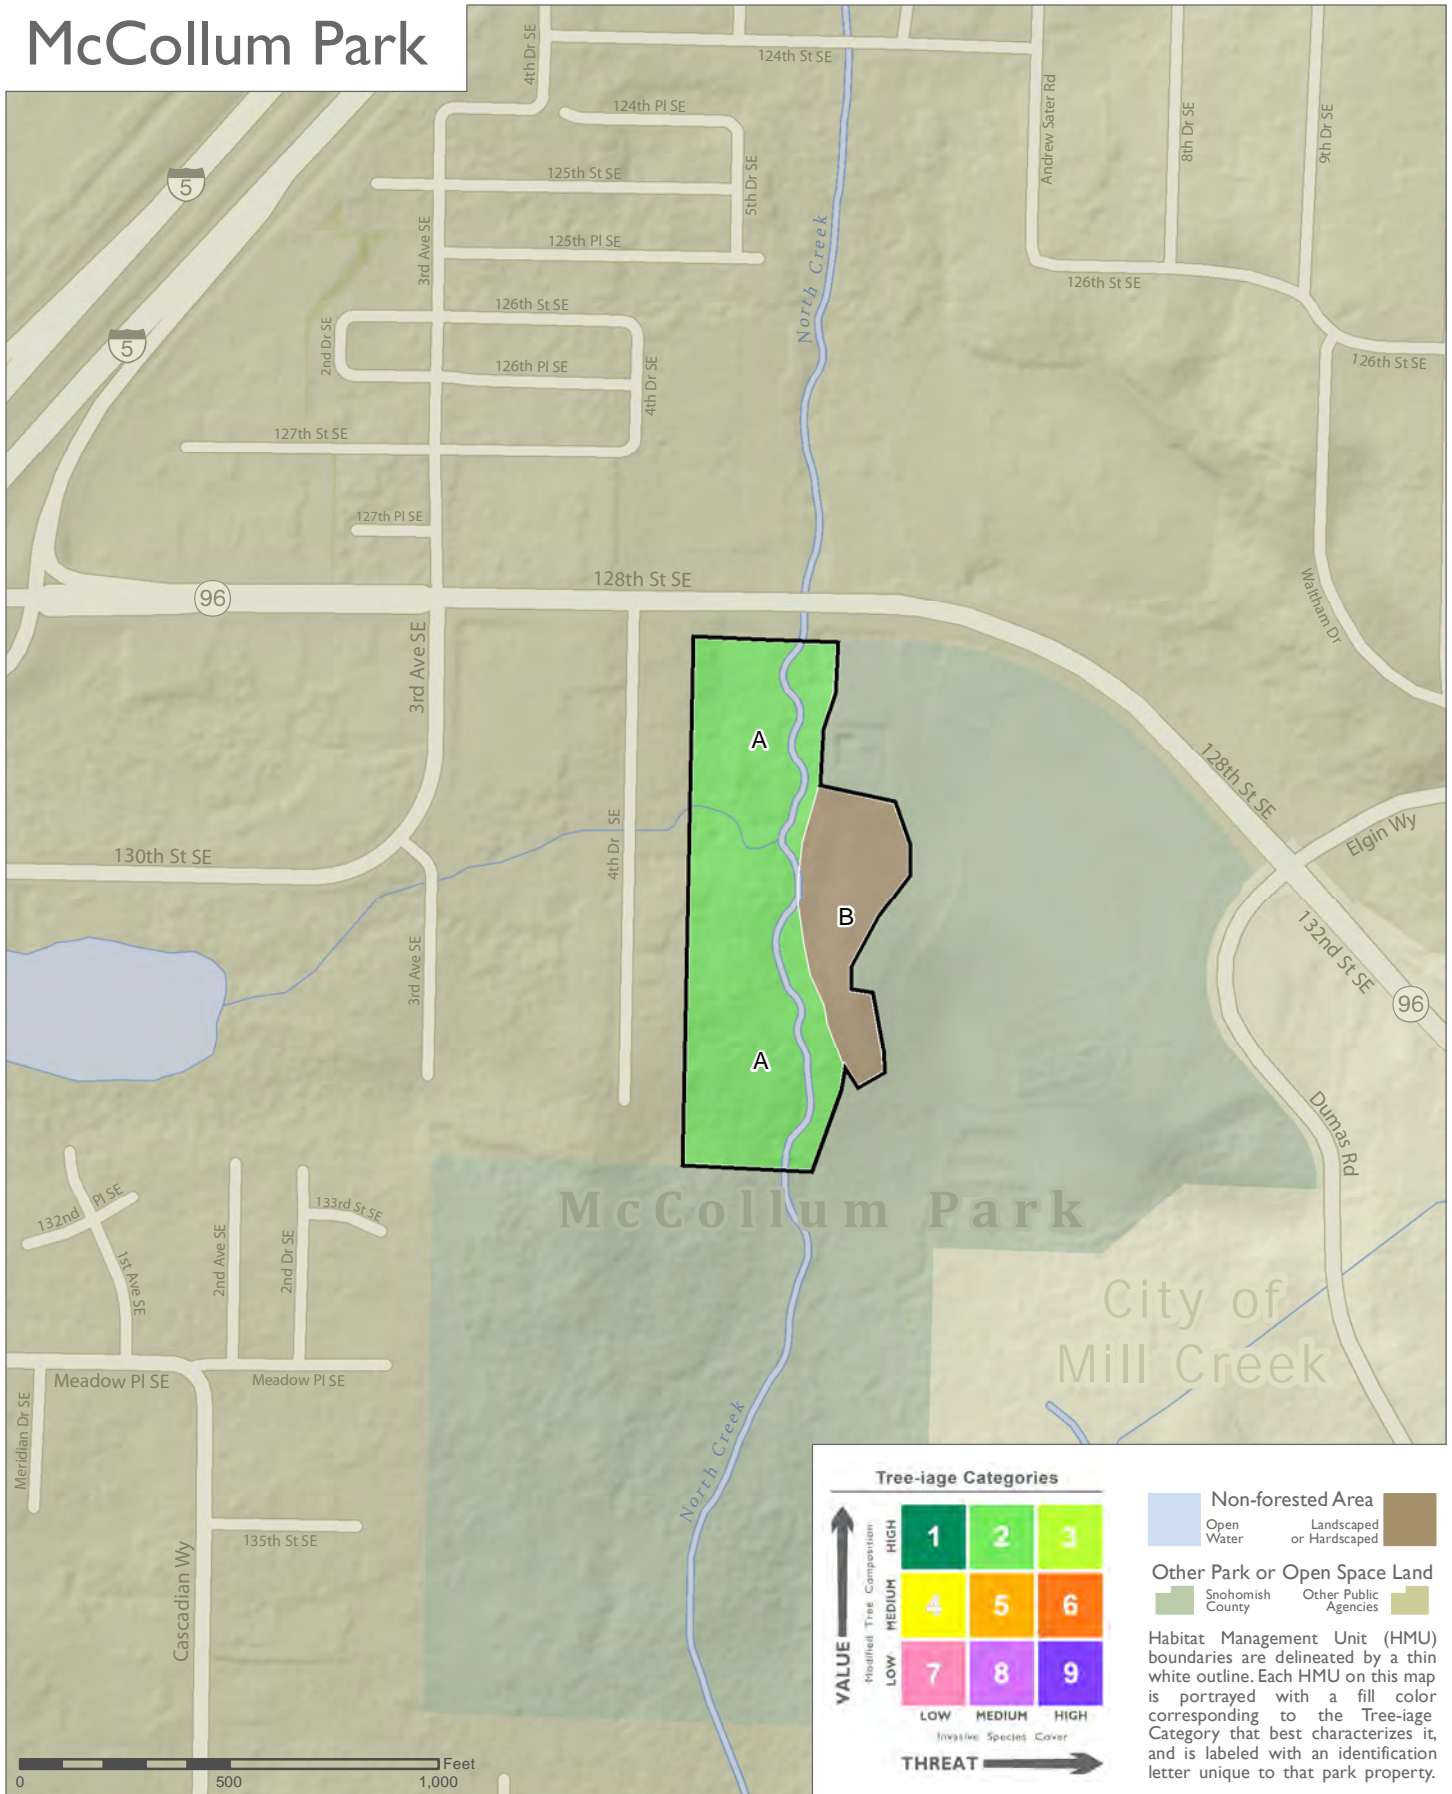 McCollum Park
4th Dr SE
124th St SE
124th Pl SE
Andrew Sater Rd
8th Dr SE
9th Dr SE
5
125th St SE
5th Dr SE
3rd Ave SE
125th Pl SE
North Creek
126th St SE
126th St SE
2nd Dr SE
5
126th Pl SE
4th Dr SE
126th St SE
127th St SE
127th Pl SE
128th St SE
96
Waltham Dr
3rd Ave SE
A
128th St SE
4th Dr SE
Elgin Wy
130th St SE
B
132nd St SE
3rd Ave SE
96
A
Dumas Rd
McCollum Park
132nd Pl SE
133rd St SE
1st Ave SE
2nd Ave SE
2nd Dr SE
City of
Mill Creek
Meadow Pl SE
Meadow Pl SE
Meridian Dr SE
North Creek
135th St SE
Cascadian Wy
Feet
0 500 1,000
Tree-iage Categories
VALUE
Modified Tree Composition
HIGH
1 2 3
MEDIUM
4 5 6
LOW
7 8 9
LOW MEDIUM HIGH
Invasive Species Cover
THREAT
Non-forested Area
Open
Water
Landscaped
or Hardscaped
Other Park or Open Space Land
Snohomish
County
Other Public
Agencies
Habitat Management Unit (HMU)
boundaries are delineated by a thin
white outline. Each HMU on this map
is portrayed with a fill color
corresponding to the Tree-iage
Category that best characterizes it,
and is labeled with an identification
letter unique to that park property.